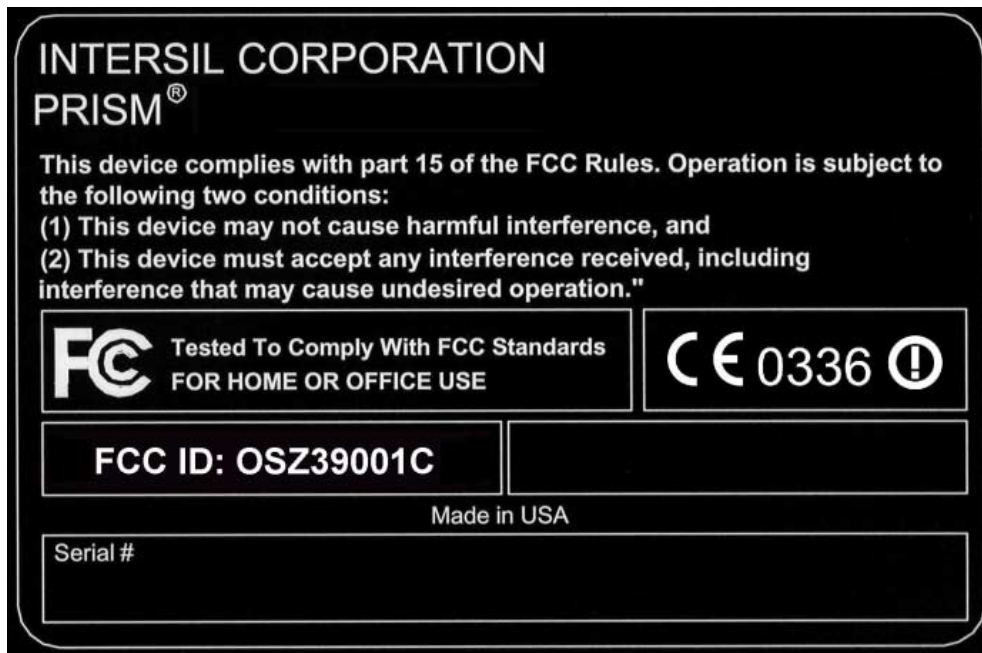 INTERSIL CORPORATION
PRISM®
This device complies with part 15 of the FCC Rules. Operation is subject to
the following two conditions:
(1) This device may not cause harmful interference, and
(2) This device must accept any interference received, including
interference that may cause undesired operation."
FC Tested To Comply With FCC Standards
FOR HOME OR OFFICE USE
CE 0336 !
FCC ID: OSZ39001C
Made in USA
Serial #